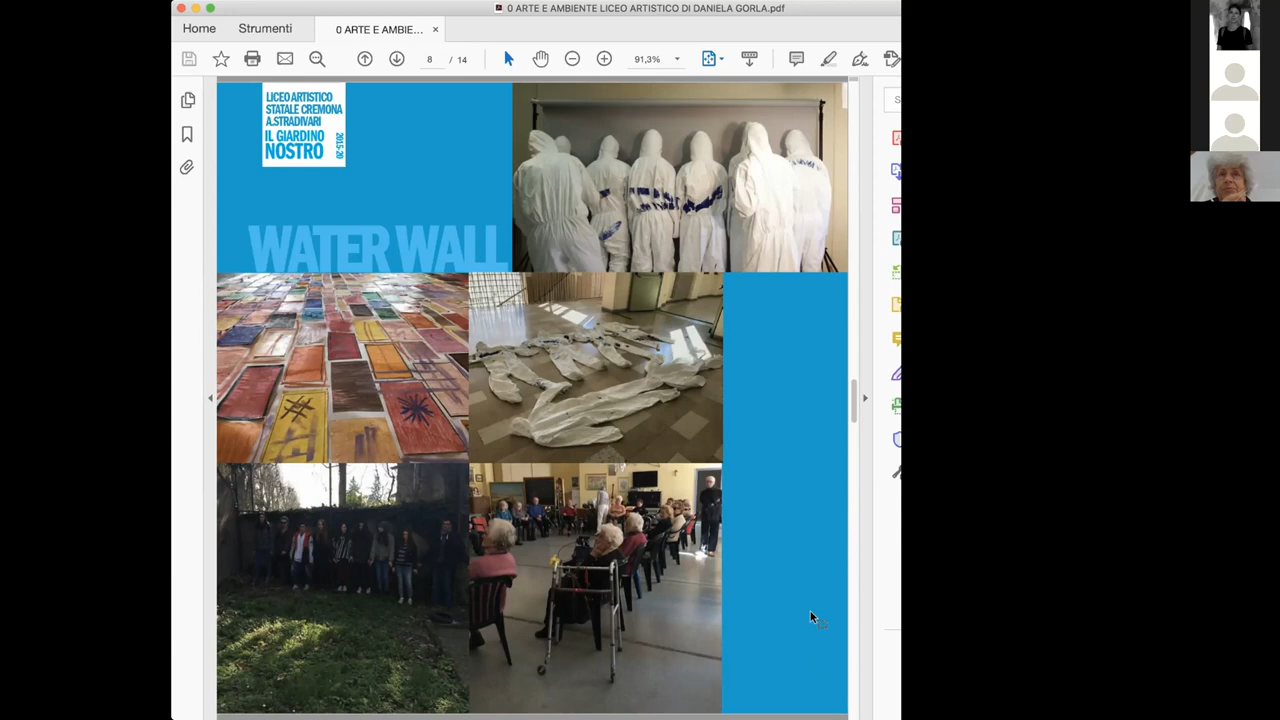 0 ARTE E AMBIENTE LICEO ARTISTICO DI DANIELA GORLA.pdf
Home
Strumenti
0 ARTE E AMBIE...
8 / 14
91,3%
LICEO ARTISTICO
STATALE CREMONA
A.STRADIVARI
IL GIARDINO
NOSTRO
2015-20
WATER WALL